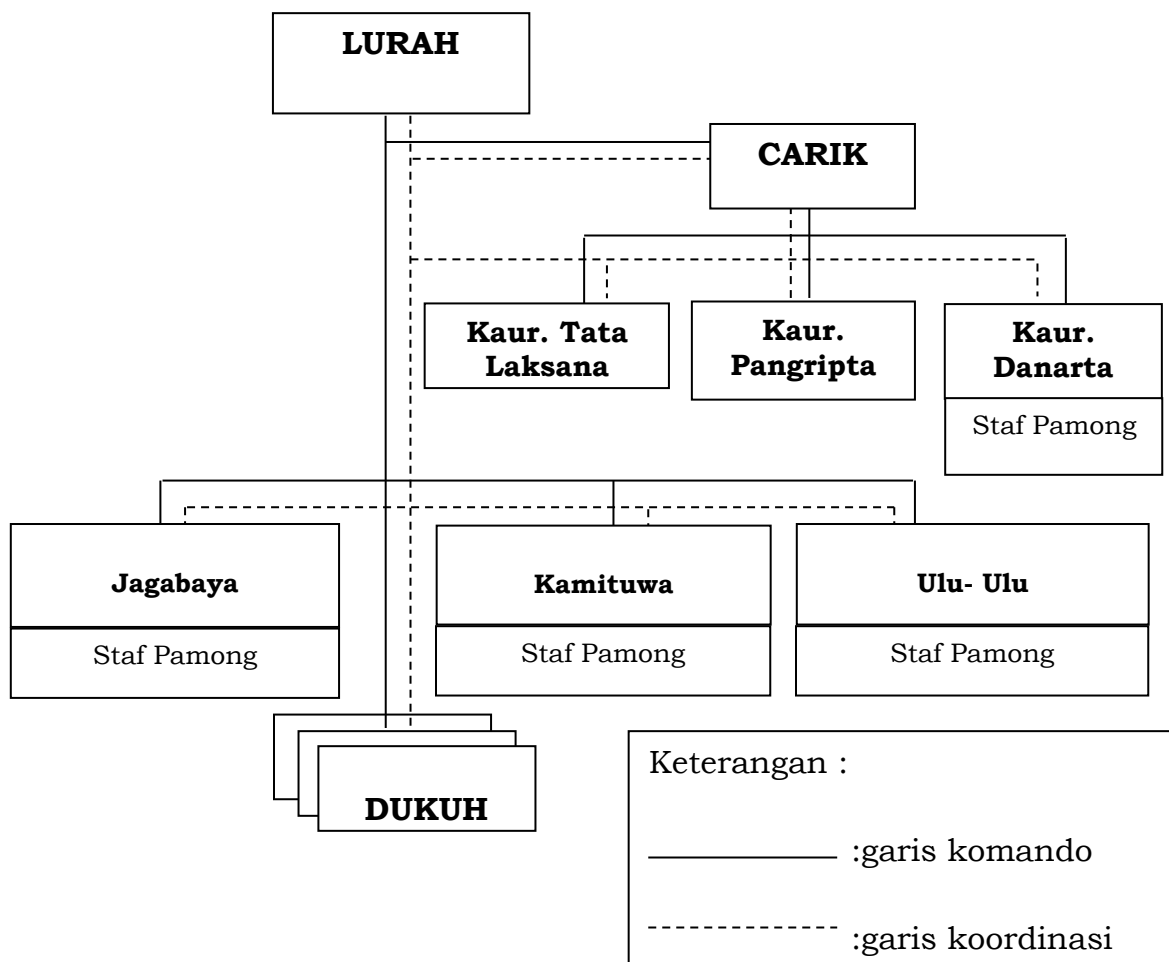 LURAH
CARIK
Kaur. Tata
Laksana
Kaur.
Pangripta
Kaur.
Danarta
Staf Pamong
Jagabaya
Staf Pamong
Kamituwa
Staf Pamong
Ulu- Ulu
Staf Pamong
DUKUH
Keterangan :
:garis komando
:garis koordinasi